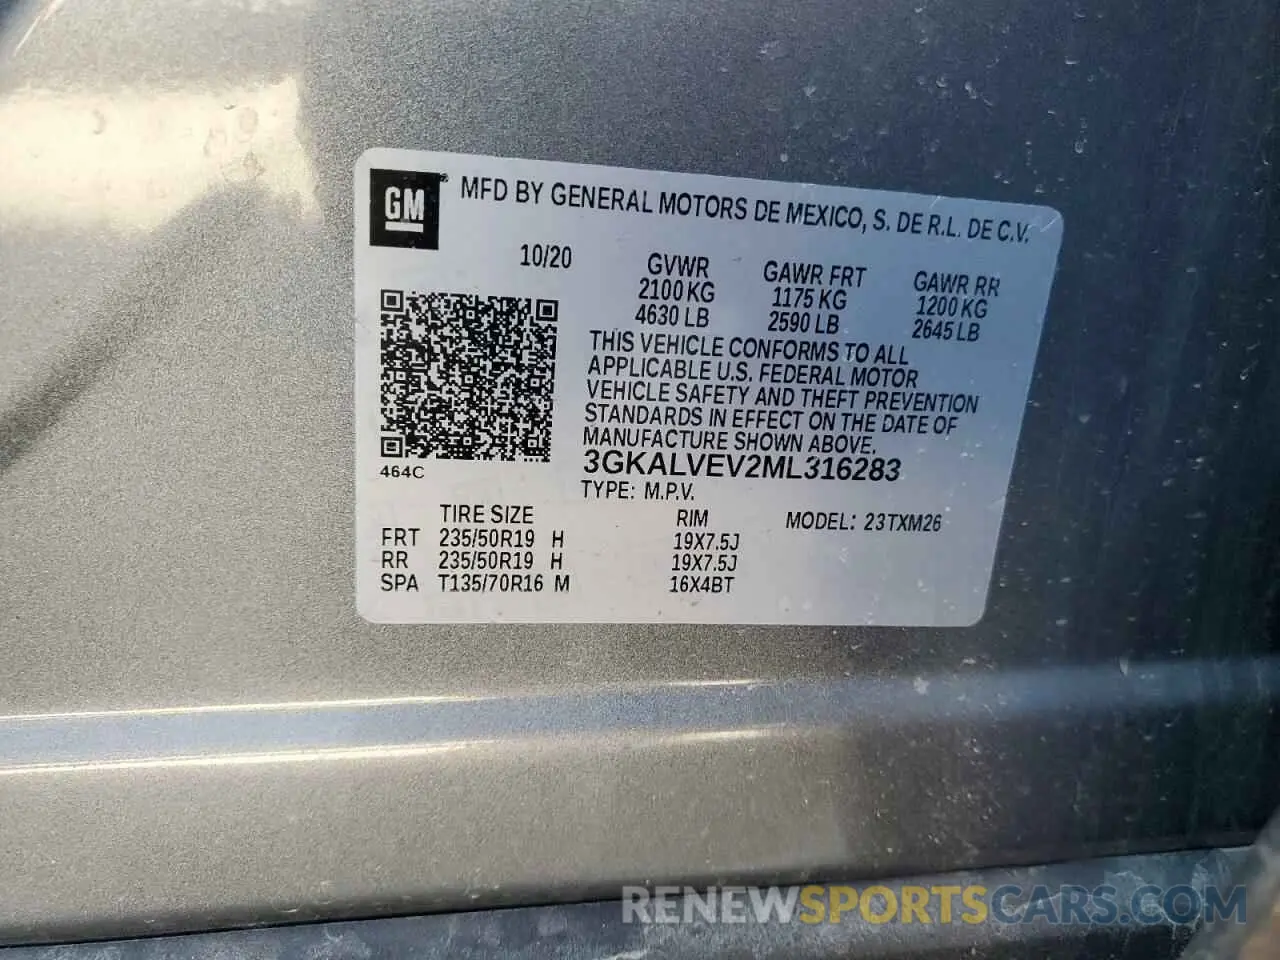 GM ® MFD BY GENERAL MOTORS DE MEXICO, S. DE R.L. DE C.V.
10/20 GVWR GAWR FRT GAWR RR
2100 KG 1175 KG 1200 KG
4630 LB 2590 LB 2645 LB
THIS VEHICLE CONFORMS TO ALL
APPLICABLE U.S. FEDERAL MOTOR
VEHICLE SAFETY AND THEFT PREVENTION
STANDARDS IN EFFECT ON THE DATE OF
MANUFACTURE SHOWN ABOVE.
464C 3GKALVEV2ML316283
TYPE: M.P.V.
TIRE SIZE RIM MODEL: 23TXM26
FRT 235/50R19 H 19X7.5J
RR 235/50R19 H 19X7.5J
SPA T135/70R16 M 16X4BT
RENEWSPORTSCARS.COM